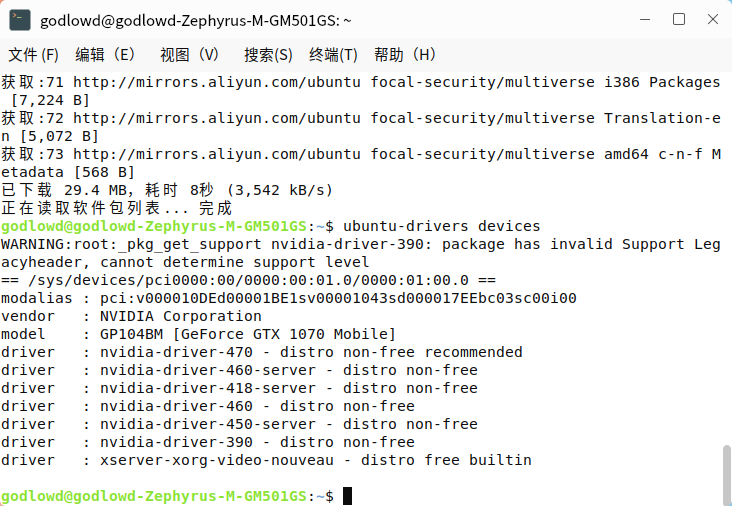 godlowd@godlowd-Zephyrus-M-GM501GS: ~
文件(F) 编辑（E） 视图（V） 搜索(S) 终端(T) 帮助（H）
获取:71 http://mirrors.aliyun.com/ubuntu focal-security/multiverse i386 Packages
[7,224 B]
获取:72 http://mirrors.aliyun.com/ubuntu focal-security/multiverse Translation-e
n [5,072 B]
获取:73 http://mirrors.aliyun.com/ubuntu focal-security/multiverse amd64 c-n-f M
etadata [568 B]
已下载 29.4 MB, 耗时 8秒 (3,542 kB/s)
正在读取软件包列表... 完成
godlowd@godlowd-Zephyrus-M-GM501GS:~$ ubuntu-drivers devices
WARNING:root:_pkg_get_support nvidia-driver-390: package has invalid Support Leg
acyheader, cannot determine support level
== /sys/devices/pci0000:00/0000:00:01.0/0000:01:00.0 ==
modalias : pci:v000010DEd00001BE1sv00001043sd000017EEbc03sc00i00
vendor   : NVIDIA Corporation
model    : GP104BM [GeForce GTX 1070 Mobile]
driver   : nvidia-driver-470 - distro non-free recommended
driver   : nvidia-driver-460-server - distro non-free
driver   : nvidia-driver-418-server - distro non-free
driver   : nvidia-driver-460 - distro non-free
driver   : nvidia-driver-450-server - distro non-free
driver   : nvidia-driver-390 - distro non-free
driver   : xserver-xorg-video-nouveau - distro free builtin
godlowd@godlowd-Zephyrus-M-GM501GS:~$